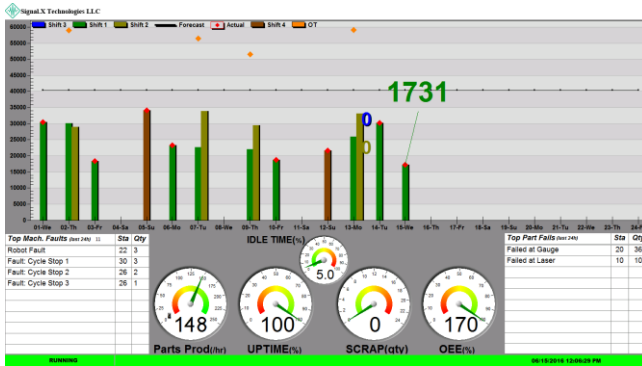 Signal.X Technologies LLC
Shift 3 Shift 1 Shift 2 Forecast Actual Shift 4 OT
60000
55000
50000
45000
40000
35000
30000
25000
20000
15000
10000
5000
0
1731
0
0
01-We 02-Th 03-Fr 04-Sa 05-Su 06-Mo 07-Tu 08-We 09-Th 10-Fr 11-Sa 12-Su 13-Mo 14-Tu 15-We 16-Th 17-Fr 18-Sa 19-Su 20-Mo 21-Tu 22-We 23-Th 24-Fr
Top Mach. Faults (last 24h) Sta Qty
Robot Fault 22 3
Fault: Cycle Stop 1 30 3
Fault: Cycle Stop 2 26 2
Fault: Cycle Stop 3 26 1
IDLE TIME(%)
5.0
148
Parts Prod(/hr)
100
UPTIME(%)
0
SCRAP(qty)
170
OEE(%)
Top Part Fails (last 24h) Sta Qty
Failed at Gauge 20 36
Failed at Laser 10 10
RUNNING
06/15/2016 12:06:29 PM